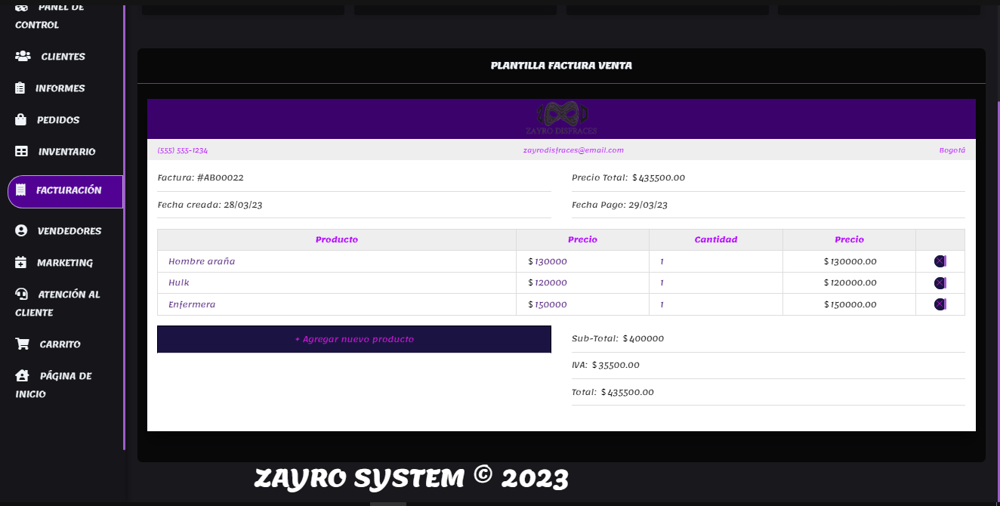 PANEL DE
CONTROL
CLIENTES
INFORMES
PEDIDOS
INVENTARIO
FACTURACIÓN
VENDEDORES
MARKETING
ATENCIÓN AL
CLIENTE
CARRITO
PÁGINA DE
INICIO
PLANTILLA FACTURA VENTA
ZAYRO DISFRACES
(555) 555-1234 zayrodisfraces@email.com Bogotá
Factura: #AB00022 Precio Total: $435500.00
Fecha creada: 28/03/23 Fecha Pago: 29/03/23
Producto Precio Cantidad Precio
Hombre araña $130000 1 $130000.00
Hulk $120000 1 $120000.00
Enfermera $150000 1 $150000.00
+ Agregar nuevo producto Sub-Total: $400000
IVA: $35500.00
Total: $435500.00
ZAYRO SYSTEM © 2023